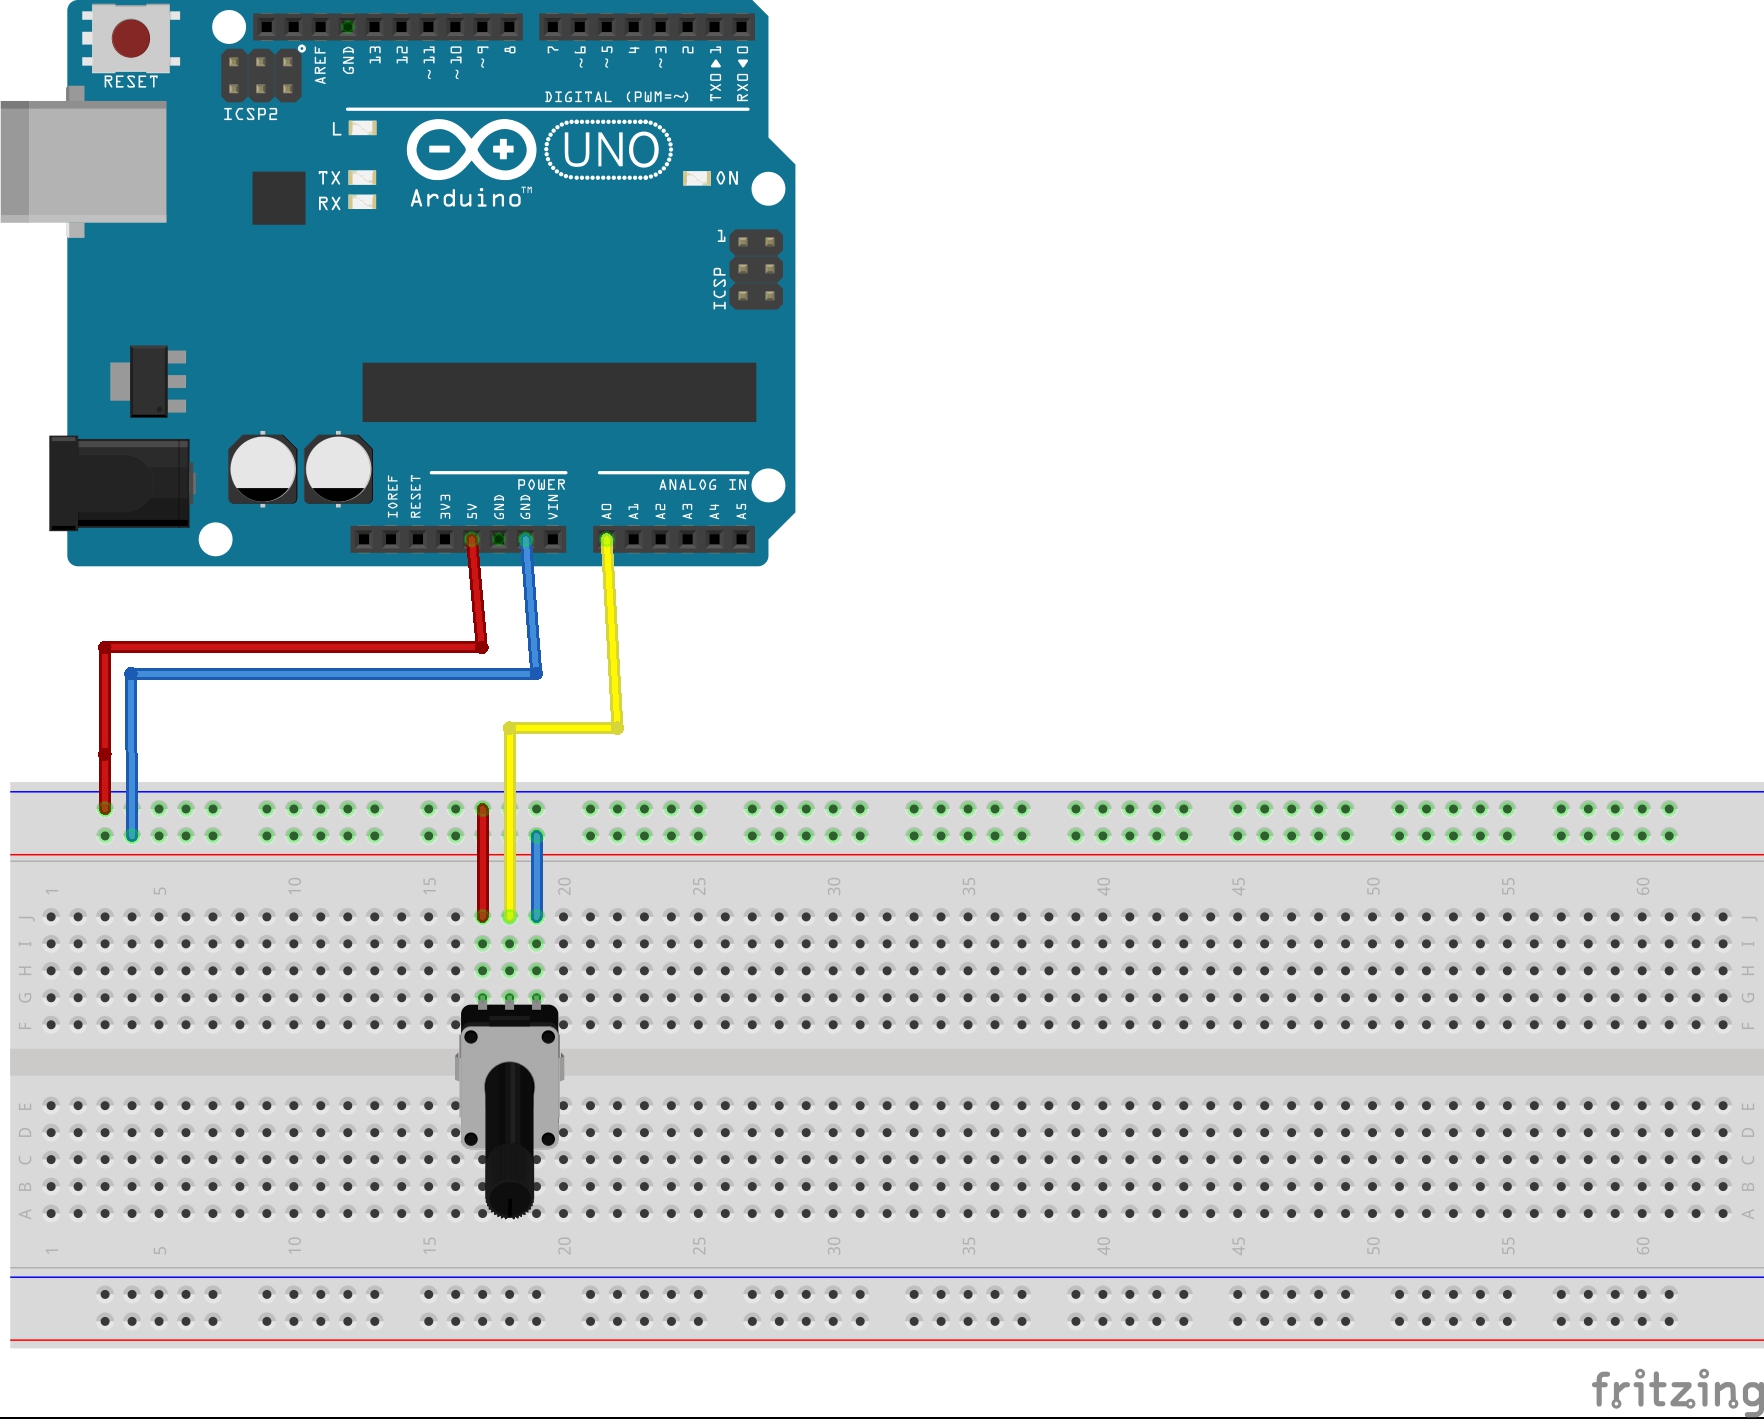 RESET
ICSP2
AREF
GND
13
12
~11
~10
~9
8
7
~6
~5
4
~3
2
TX0▶1
RX0◀0
DIGITAL (PWM=~)
L
TX
RX
Arduino™
UNO
ON
1
ICSP
IOREF
RESET
3V3
5V
GND
GND
VIN
POWER
ANALOG IN
A0
A1
A2
A3
A4
A5
1 5 10 15 20 25 30 35 40 45 50 55 60
J J
I I
H H
G G
F F
E E
D D
C C
B B
A A
1 5 10 15 20 25 30 35 40 45 50 55 60
fritzing